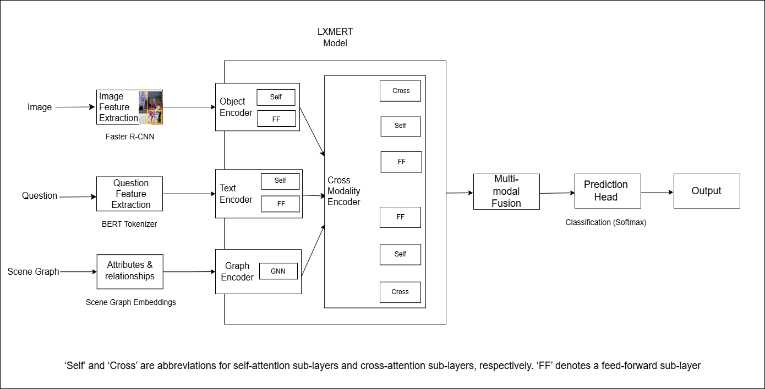 LXMERT
Model
Image
Image
Feature
Extraction
Faster R-CNN
Object
Encoder
Self
FF
Question
Question
Feature
Extraction
BERT Tokenizer
Text
Encoder
Self
FF
Scene Graph
Attributes &
relationships
Scene Graph Embeddings
Graph
Encoder
GNN
Cross
Modality
Encoder
Cross
Self
FF
FF
Self
Cross
Multi-
modal
Fusion
Prediction
Head
Classification (Softmax)
Output
'Self' and 'Cross' are abbreviations for self-attention sub-layers and cross-attention sub-layers, respectively. 'FF' denotes a feed-forward sub-layer